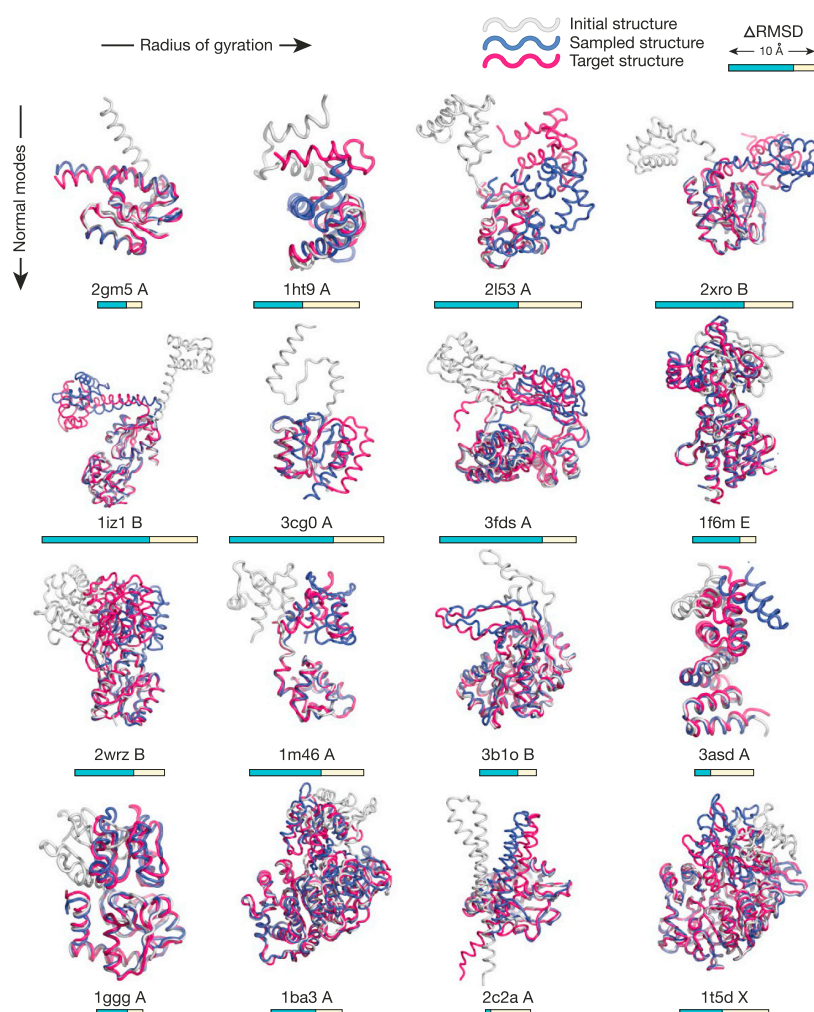 Radius of gyration
Initial structure
Sampled structure
Target structure
ΔRMSD
10 Å
Normal modes
2gm5 A
1ht9 A
2l53 A
2xro B
1iz1 B
3cg0 A
3fds A
1f6m E
2wrz B
1m46 A
3b1o B
3asd A
1ggg A
1ba3 A
2c2a A
1t5d X